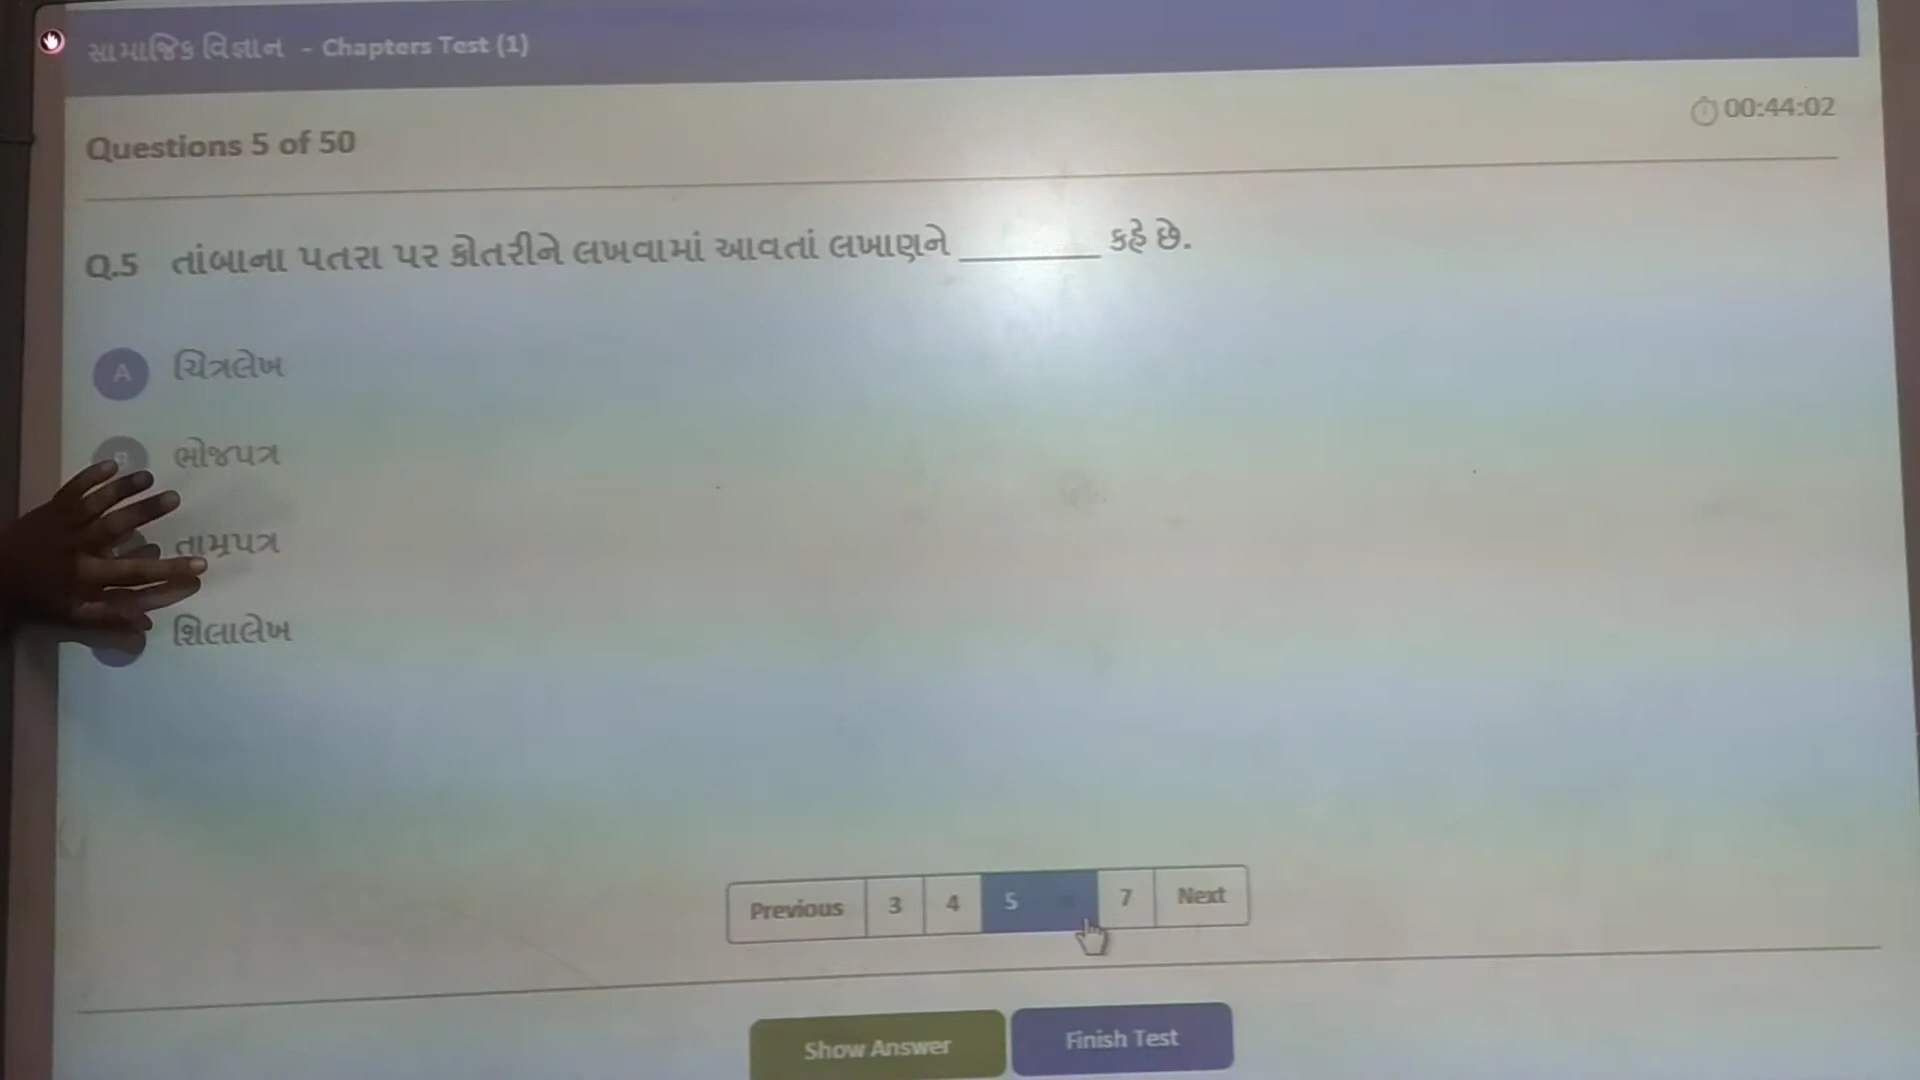 સામાજિક વિજ્ઞાન - Chapters Test (1)
00:44:02
Questions 5 of 50
Q.5 તાંબાના પતરા પર કોતરીને લખવામાં આવતાં લખાણને ________ કહે છે.
A ચિત્રલેખ
B ભોજપત્ર
તામ્રપત્ર
શિલાલેખ
Previous 3 4 5 7 Next
Show Answer Finish Test